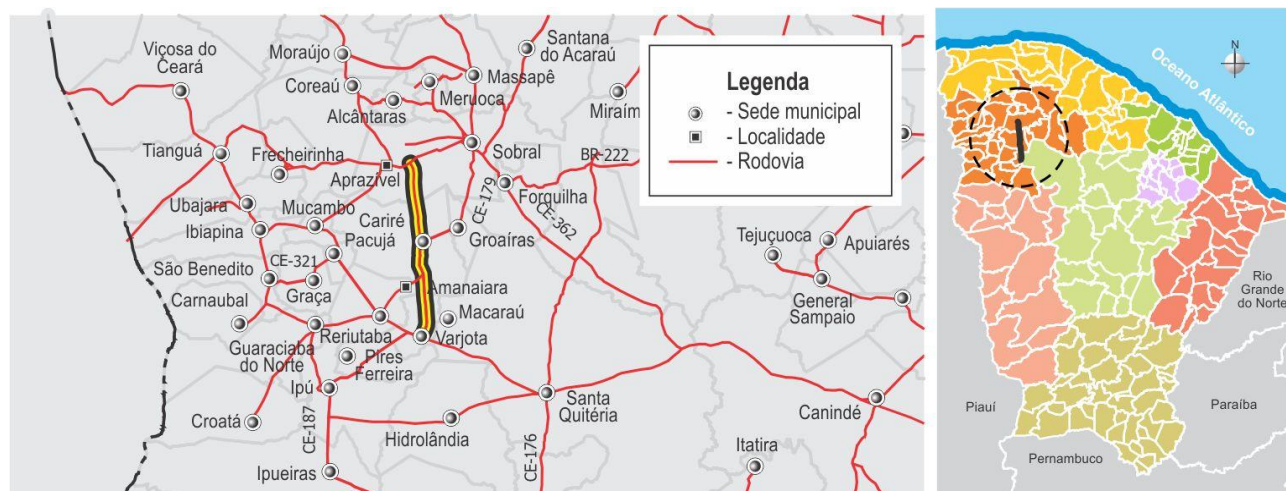 Viçosa do
Ceará
Moraújo
Santana
do Acaraú
Coreaú
Massapê
Meruoca
Alcântaras
Miraím
Tianguá
Frecheirinha
Sobral
BR-222
Aprazível
CE-179
Forquilha
Ubajara
Mucambo
Cariré
CE-362
Ibiapina
Pacujá
Groaíras
Tejuçuoca
Apuiarés
São Benedito
CE-321
Graça
Amanaiara
General
Sampaio
Carnaubal
Macaraú
Reriutaba
Varjota
Guaraciaba
do Norte
Pires
Ferreira
Ipú
Santa
Quitéria
Canindé
Croatá
CE-187
Hidrolândia
CE-176
Itatira
Ipueiras
Legenda
- Sede municipal
- Localidade
- Rodovia
N
Oceano Atlântico
Rio
Grande
do Norte
Piauí
Paraíba
Pernambuco